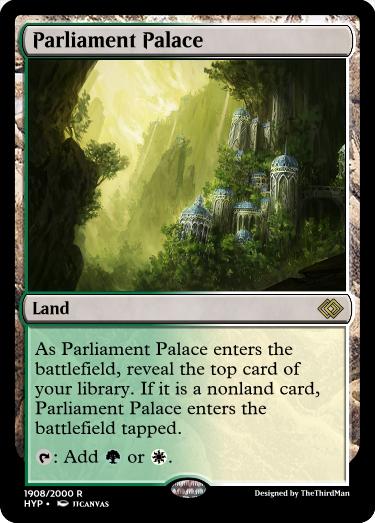 Parliament Palace
Land
As Parliament Palace enters the
battlefield, reveal the top card of
your library. If it is a nonland card,
Parliament Palace enters the
battlefield tapped.
: Add or .
1908/2000 R
HYP • JTCANVAS
Designed by TheThirdMan